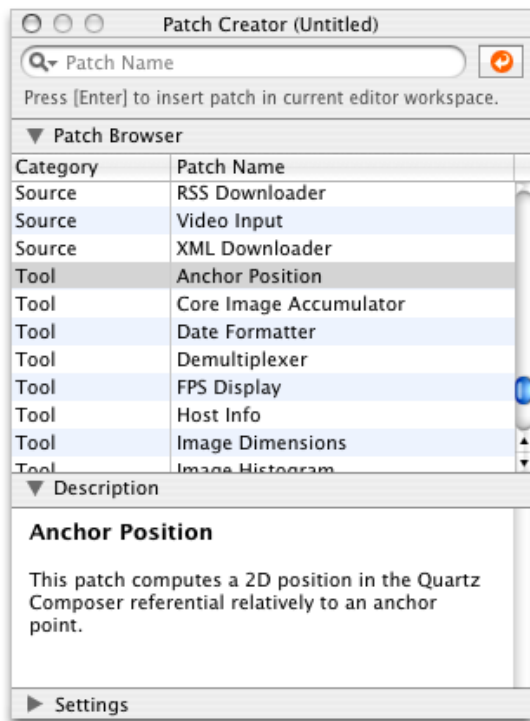 Patch Creator (Untitled)
Patch Name
Press [Enter] to insert patch in current editor workspace.
Patch Browser
Category Patch Name
Source RSS Downloader
Source Video Input
Source XML Downloader
Tool Anchor Position
Tool Core Image Accumulator
Tool Date Formatter
Tool Demultiplexer
Tool FPS Display
Tool Host Info
Tool Image Dimensions
Tool Image Histogram
Description
Anchor Position
This patch computes a 2D position in the Quartz
Composer referential relatively to an anchor
point.
Settings